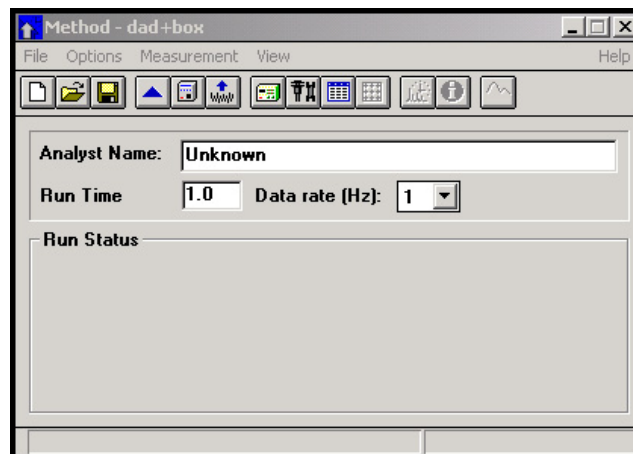 Method - dad+box
File Options Measurement View Help
Analyst Name: Unknown
Run Time 1.0 Data rate (Hz): 1
Run Status